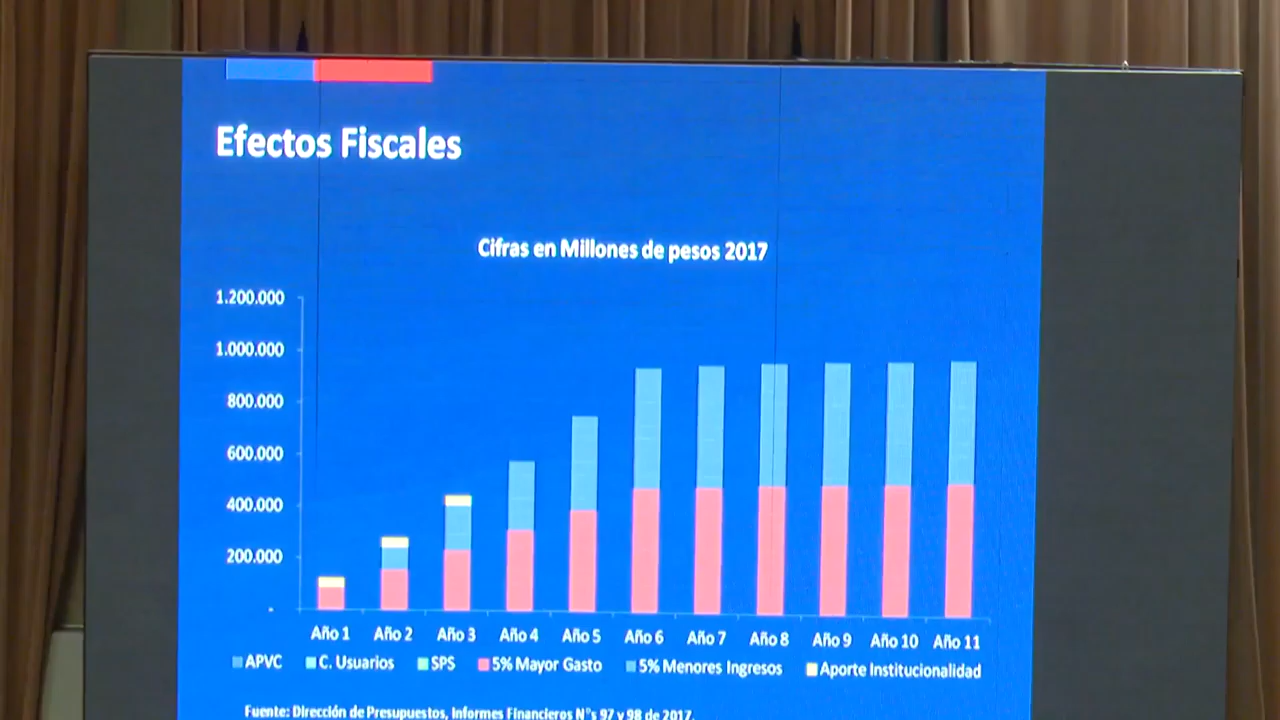 Efectos Fiscales
Cifras en Millones de pesos 2017
1.200.000
1.000.000
800.000
600.000
400.000
200.000
-
Año 1 Año 2 Año 3 Año 4 Año 5 Año 6 Año 7 Año 8 Año 9 Año 10 Año 11
APVC C. Usuarios SPS 5% Mayor Gasto 5% Menores Ingresos Aporte Institucionalidad
Fuente: Dirección de Presupuestos, Informes Financieros N°s 97 y 98 de 2017.